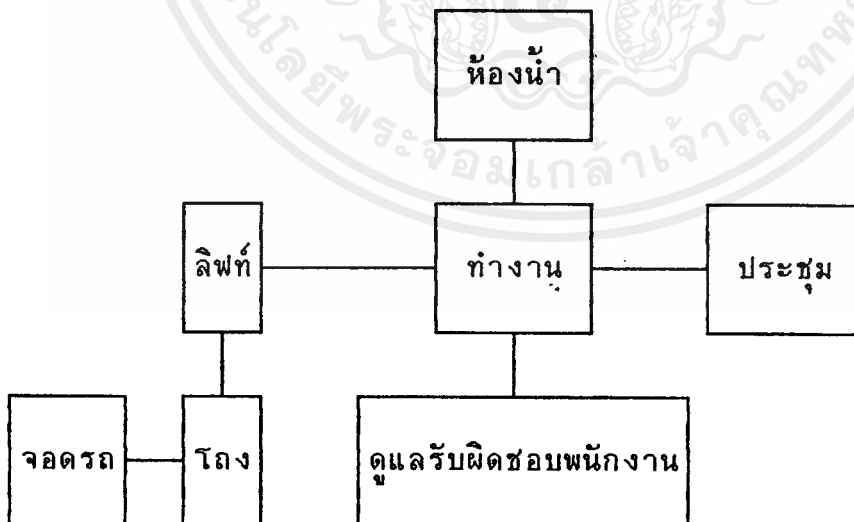 ห้องน้ำ
ลิฟท์
ทำงาน
ประชุม
จอดรถ
โถง
ดูแลรับผิดชอบพนักงาน